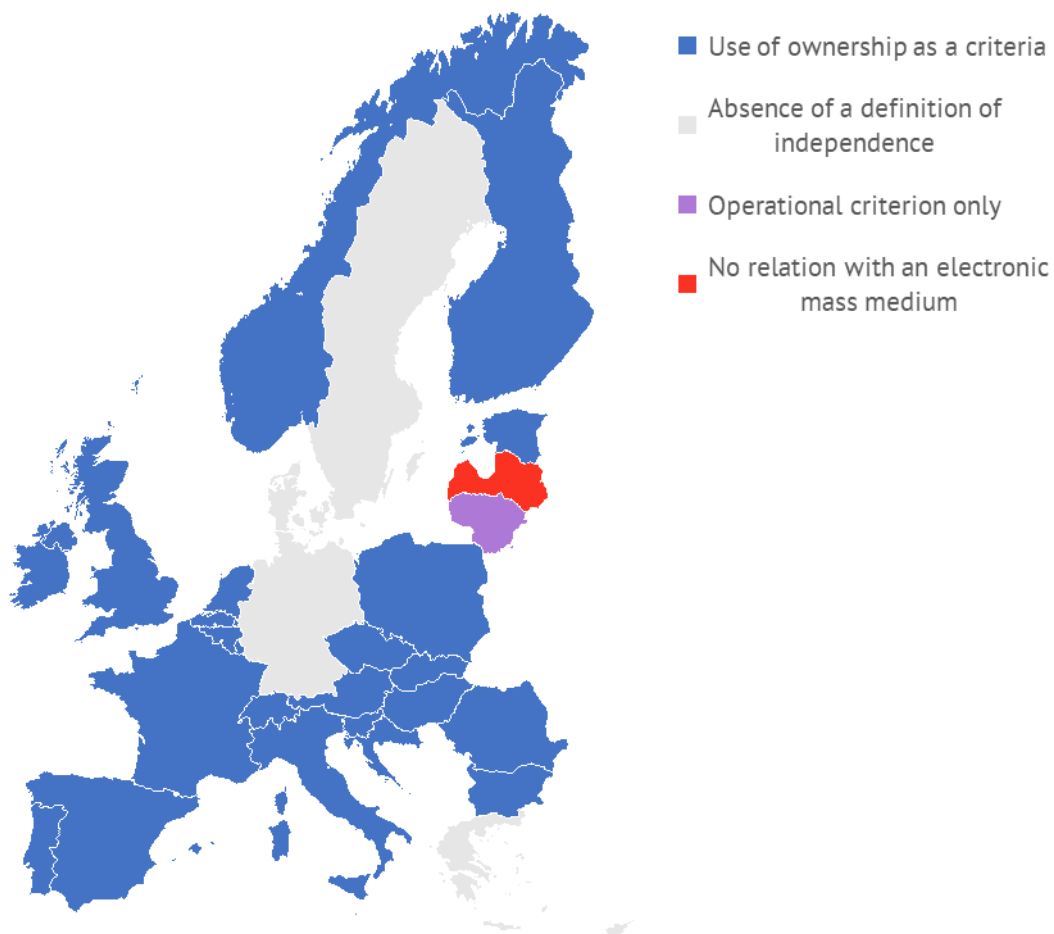 Use of ownership as a criteria
Absence of a definition of
independence
Operational criterion only
No relation with an electronic
mass medium